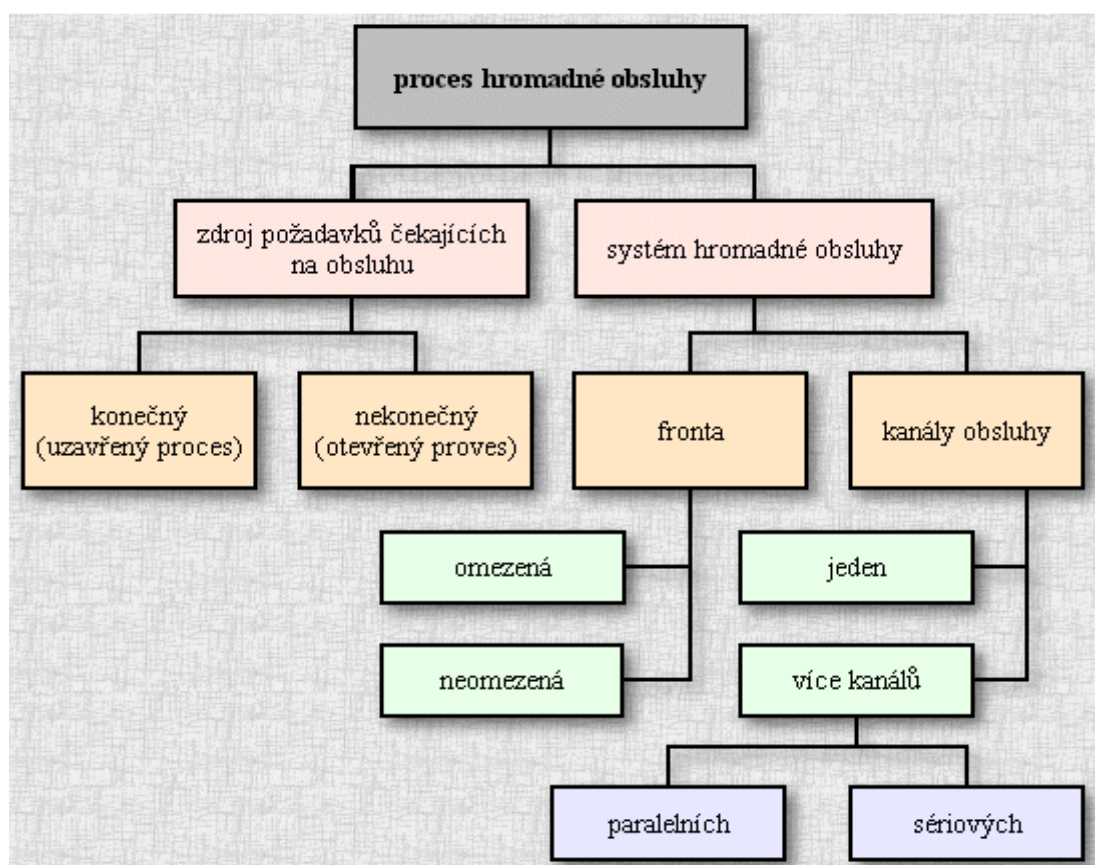 proces hromadné obsluhy
zdroj požadavků čekajících
na obsluhu
systém hromadné obsluhy
konečný
(uzavřený proces)
nekonečný
(otevřený proves)
fronta
kanály obsluhy
omezená
jeden
neomezená
více kanálů
paralelních
sériových